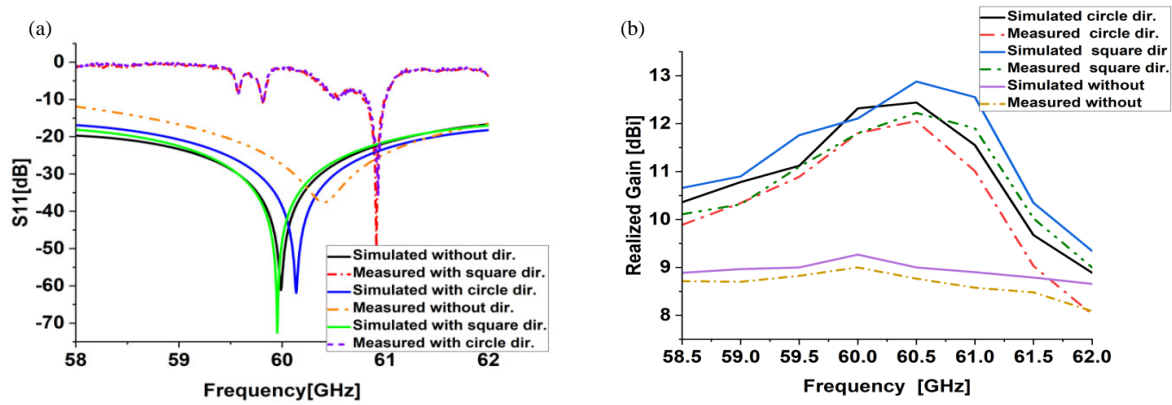 (a)
0
-10
-20
-30
-40
-50
-60
-70
S11[dB]
Simulated without dir.
Measured with square dir.
Simulated with circle dir.
Measured without dir.
Simulated with square dir.
Measured with circle dir.
58
59
60
61
62
Frequency[GHz]
(b)
Simulated circle dir.
Measured circle dir.
Simulated square dir
Measured square dir.
Simulated without
Measured without
13
12
11
10
9
8
Realized Gain [dBi]
58.5
59.0
59.5
60.0
60.5
61.0
61.5
62.0
Frequency [GHz]